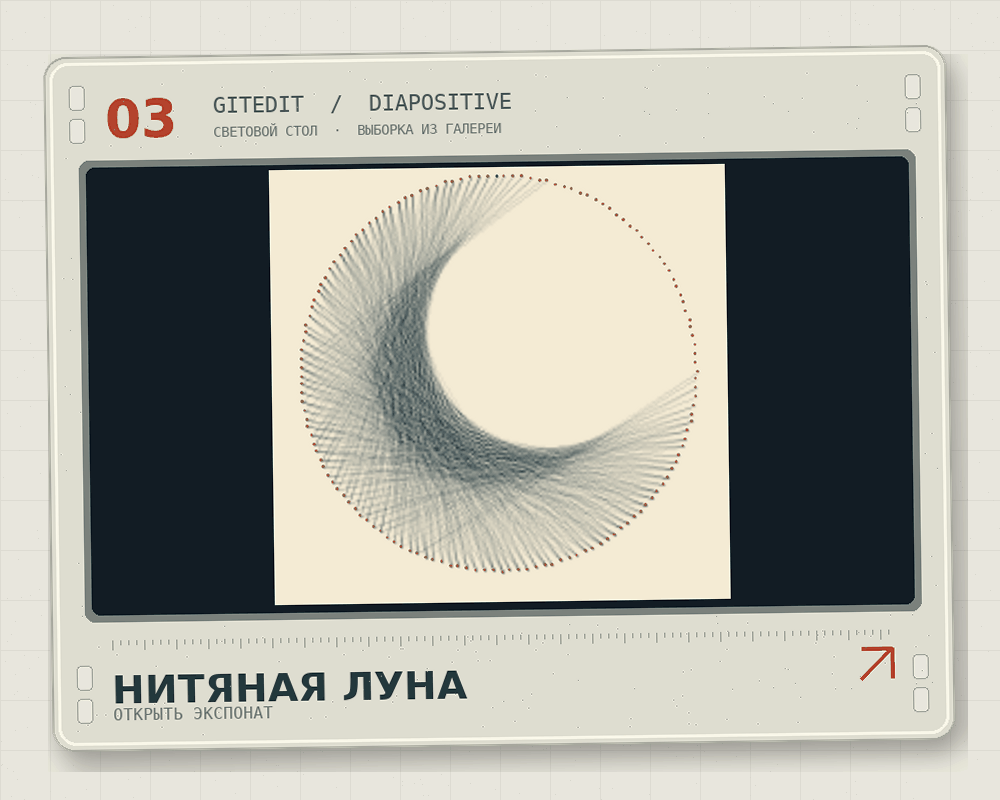 03
GITEDIT / DIAPOSITIVE
СВЕТОВОЙ СТОЛ · ВЫБОРКА ИЗ ГАЛЕРЕИ
НИТЯНАЯ ЛУНА
ОТКРЫТЬ ЭКСПОНАТ